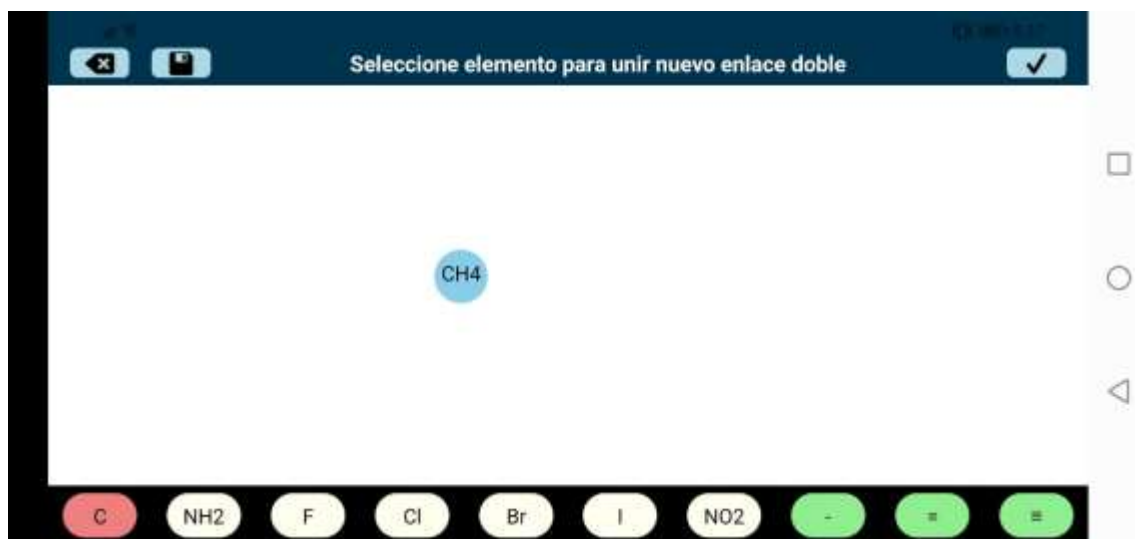 Seleccione elemento para unir nuevo enlace doble
CH4
C NH2 F Cl Br I NO2 - = ≡